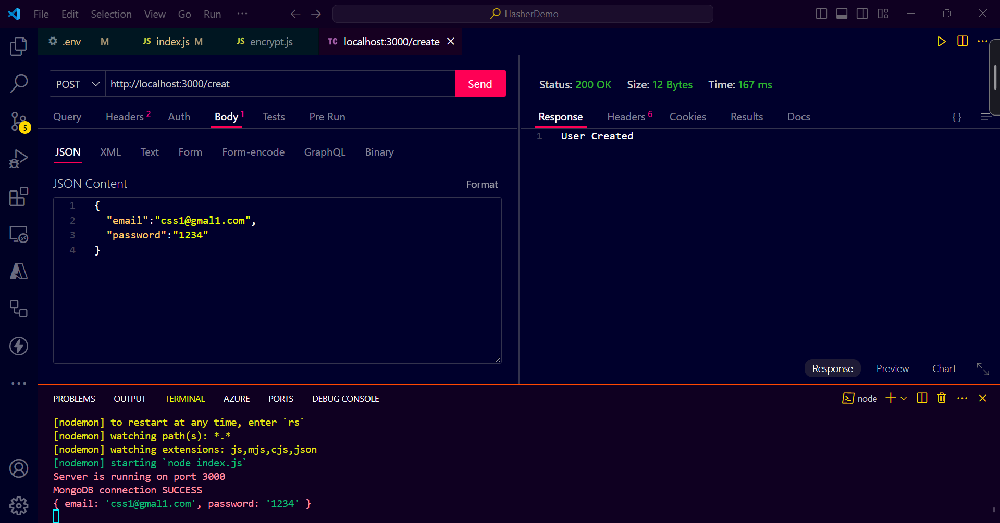 File Edit Selection View Go Run ··· HasherDemo
.env M JS index.js M JS encrypt.js TC localhost:3000/create
POST http://localhost:3000/creat Send
Query Headers 2 Auth Body 1 Tests Pre Run
JSON XML Text Form Form-encode GraphQL Binary
JSON Content Format
1 {
2 "email":"css1@gmal1.com",
3 "password":"1234"
4 }
Status: 200 OK Size: 12 Bytes Time: 167 ms
Response Headers 6 Cookies Results Docs { }
1 User Created
Response Preview Chart
5
PROBLEMS OUTPUT TERMINAL AZURE PORTS DEBUG CONSOLE node
[nodemon] to restart at any time, enter `rs`
[nodemon] watching path(s): *.*
[nodemon] watching extensions: js,mjs,cjs,json
[nodemon] starting `node index.js`
Server is running on port 3000
MongoDB connection SUCCESS
{ email: 'css1@gmal1.com', password: '1234' }